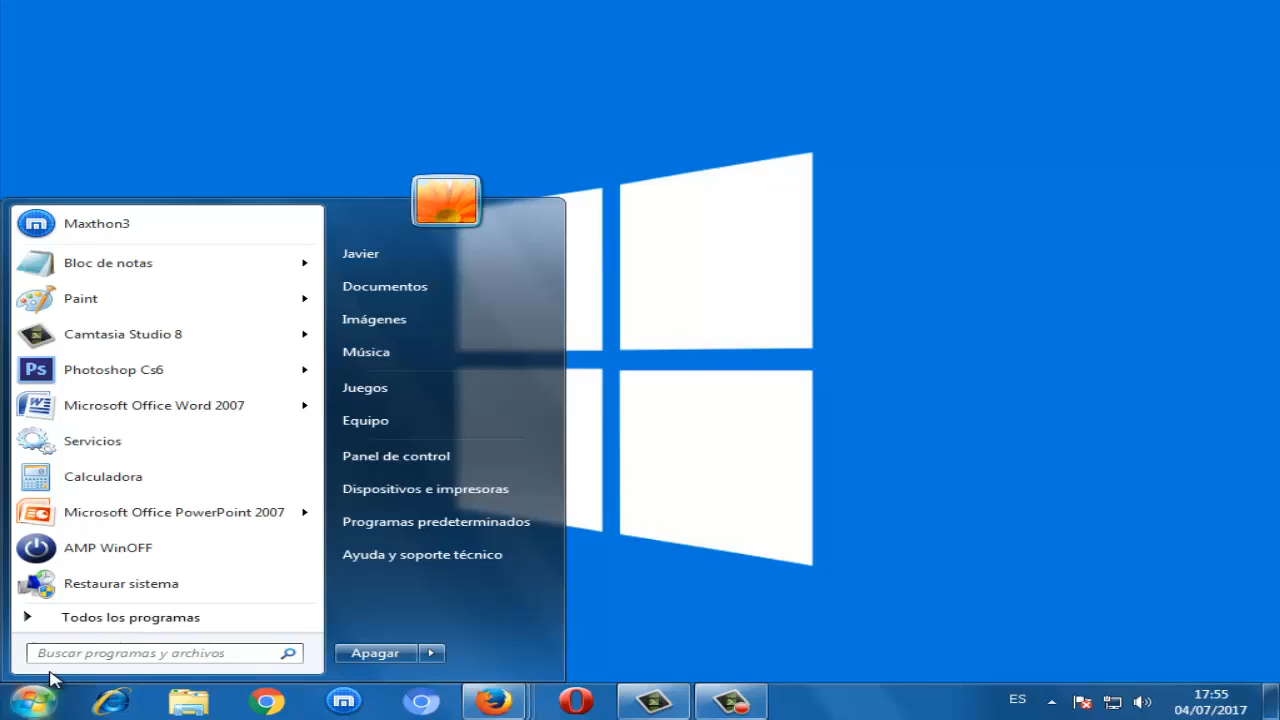 Maxthon3
Bloc de notas
Paint
Camtasia Studio 8
Ps Photoshop Cs6
Microsoft Office Word 2007
Servicios
Calculadora
Microsoft Office PowerPoint 2007
AMP WinOFF
Restaurar sistema
Todos los programas
Buscar programas y archivos
Javier
Documentos
Imágenes
Música
Juegos
Equipo
Panel de control
Dispositivos e impresoras
Programas predeterminados
Ayuda y soporte técnico
Apagar
ES
17:55
04/07/2017